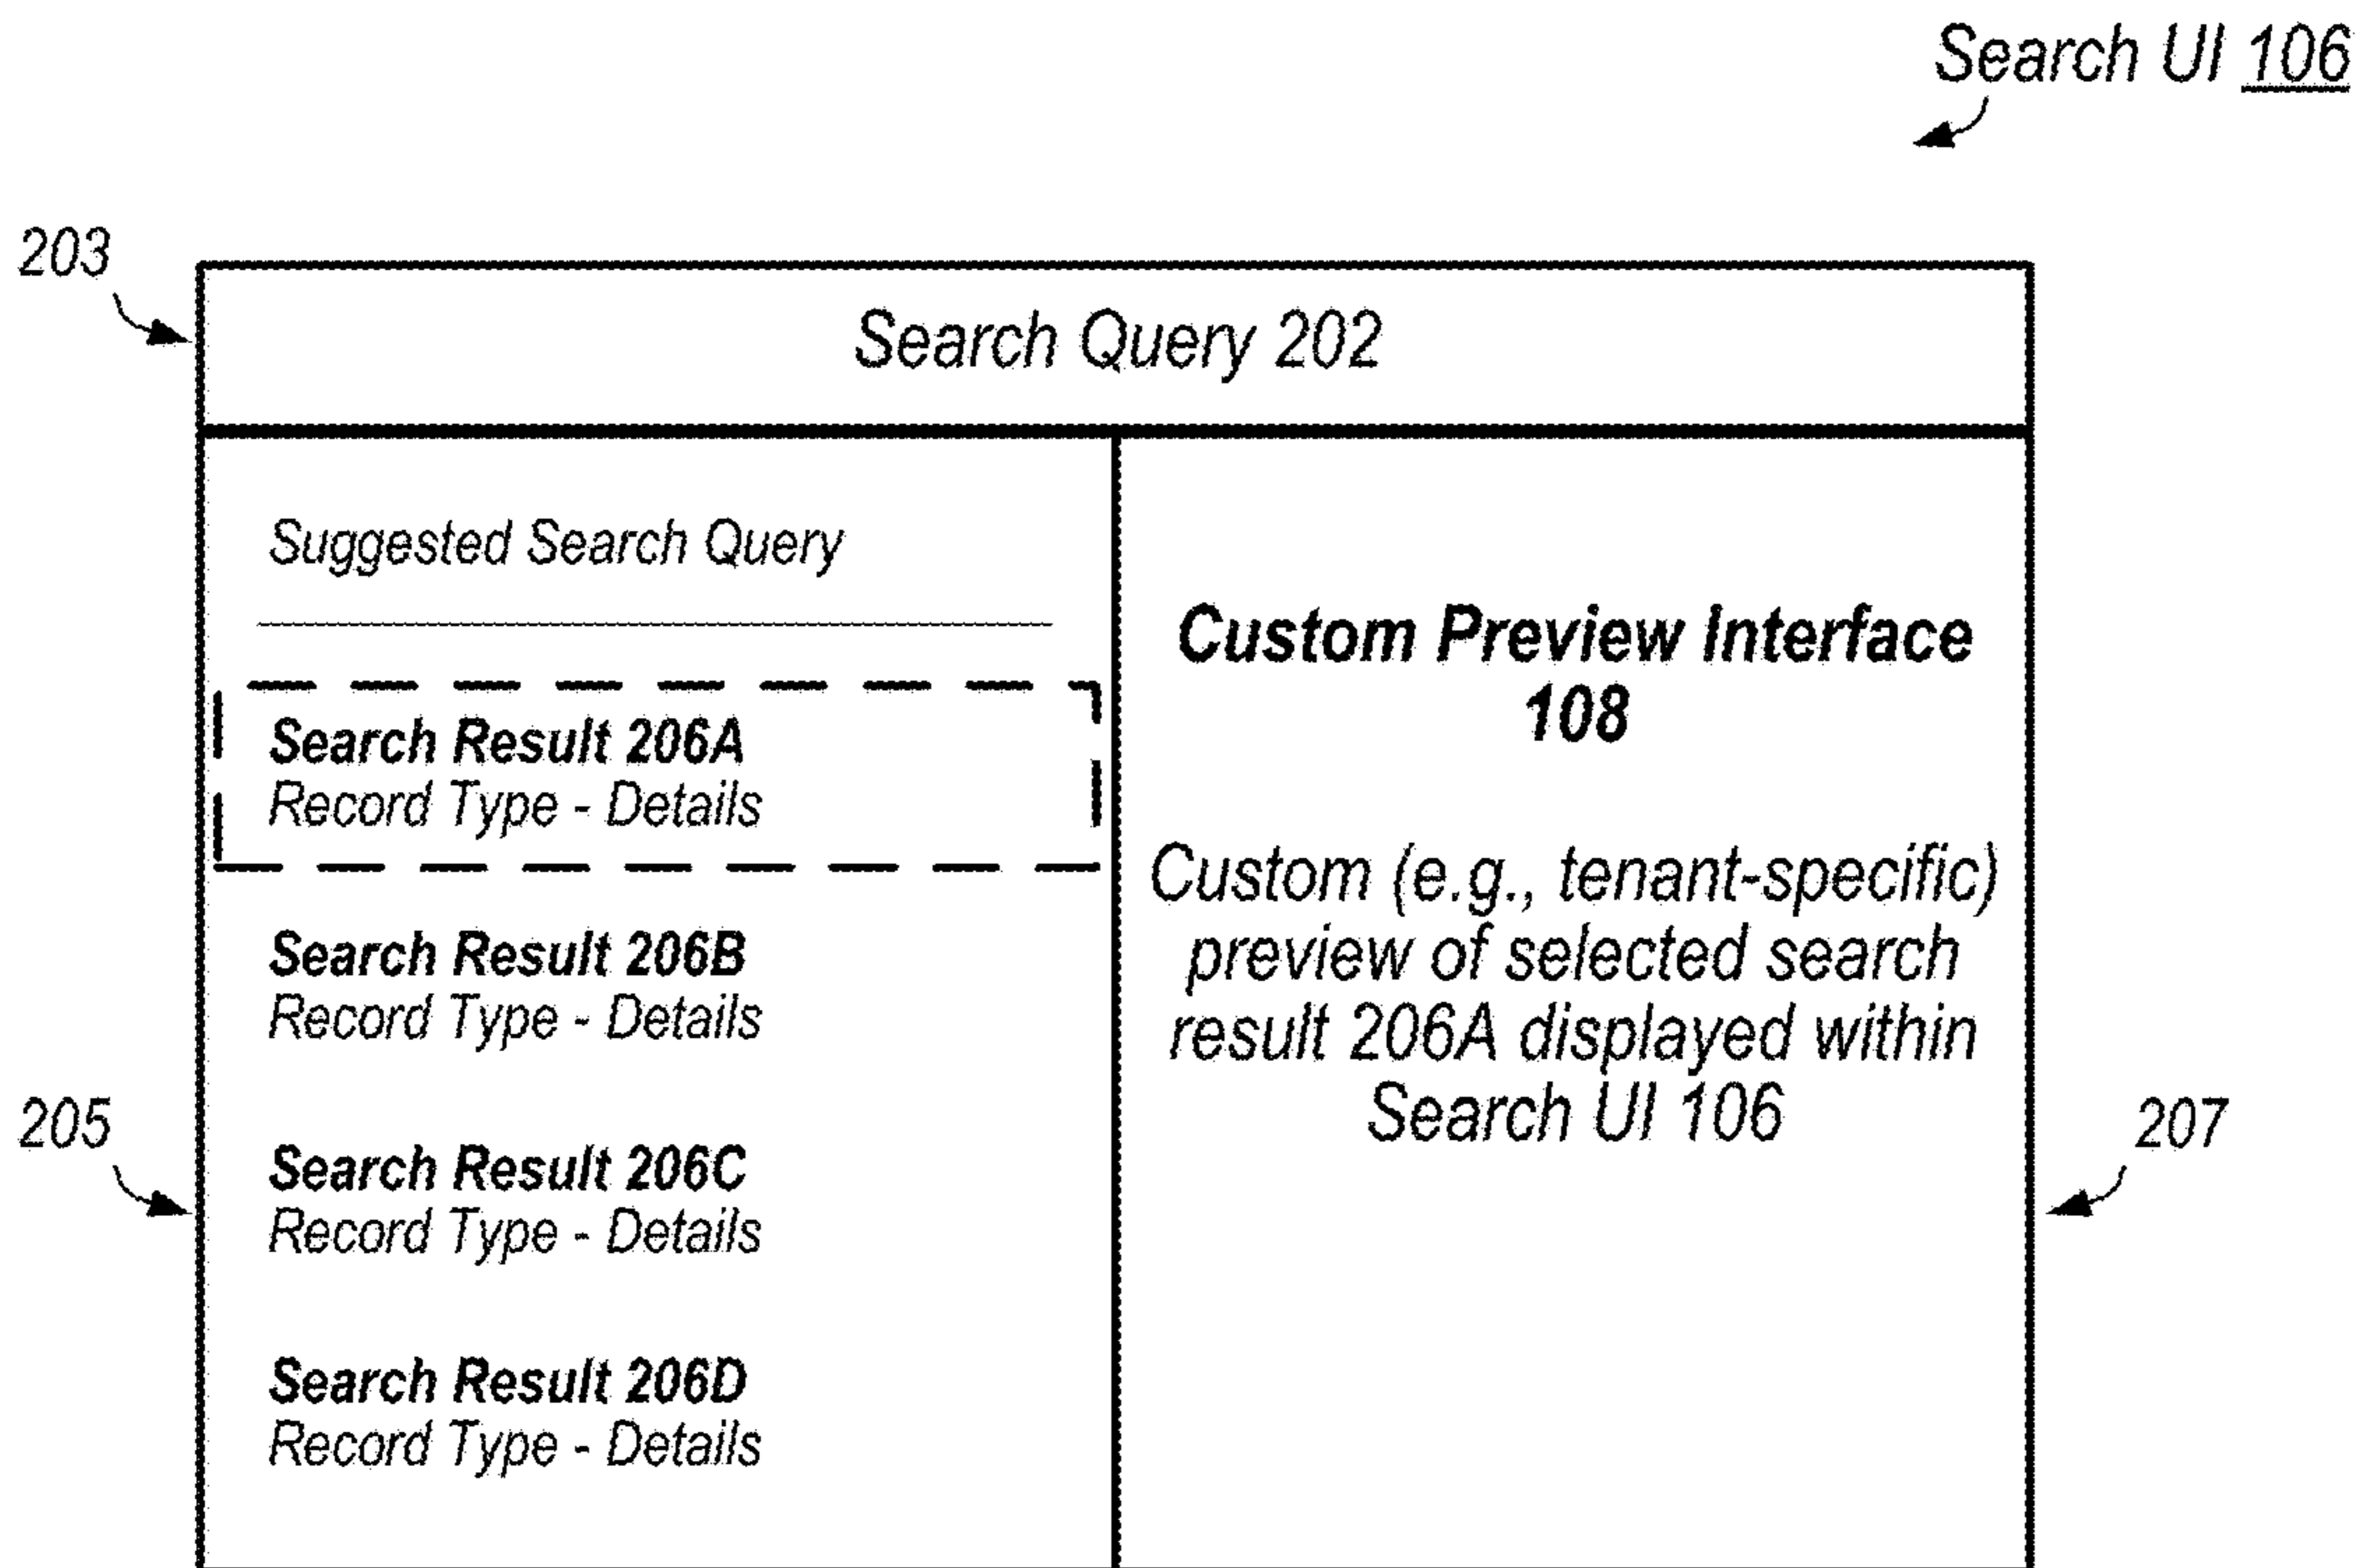 Search UI 106
203
Search Query 202
Suggested Search Query
Search Result 206A
Record Type - Details
Search Result 206B
Record Type - Details
205
Search Result 206C
Record Type - Details
Search Result 206D
Record Type - Details
Custom Preview Interface
108
Custom (e.g., tenant-specific)
preview of selected search
result 206A displayed within
Search UI 106
207